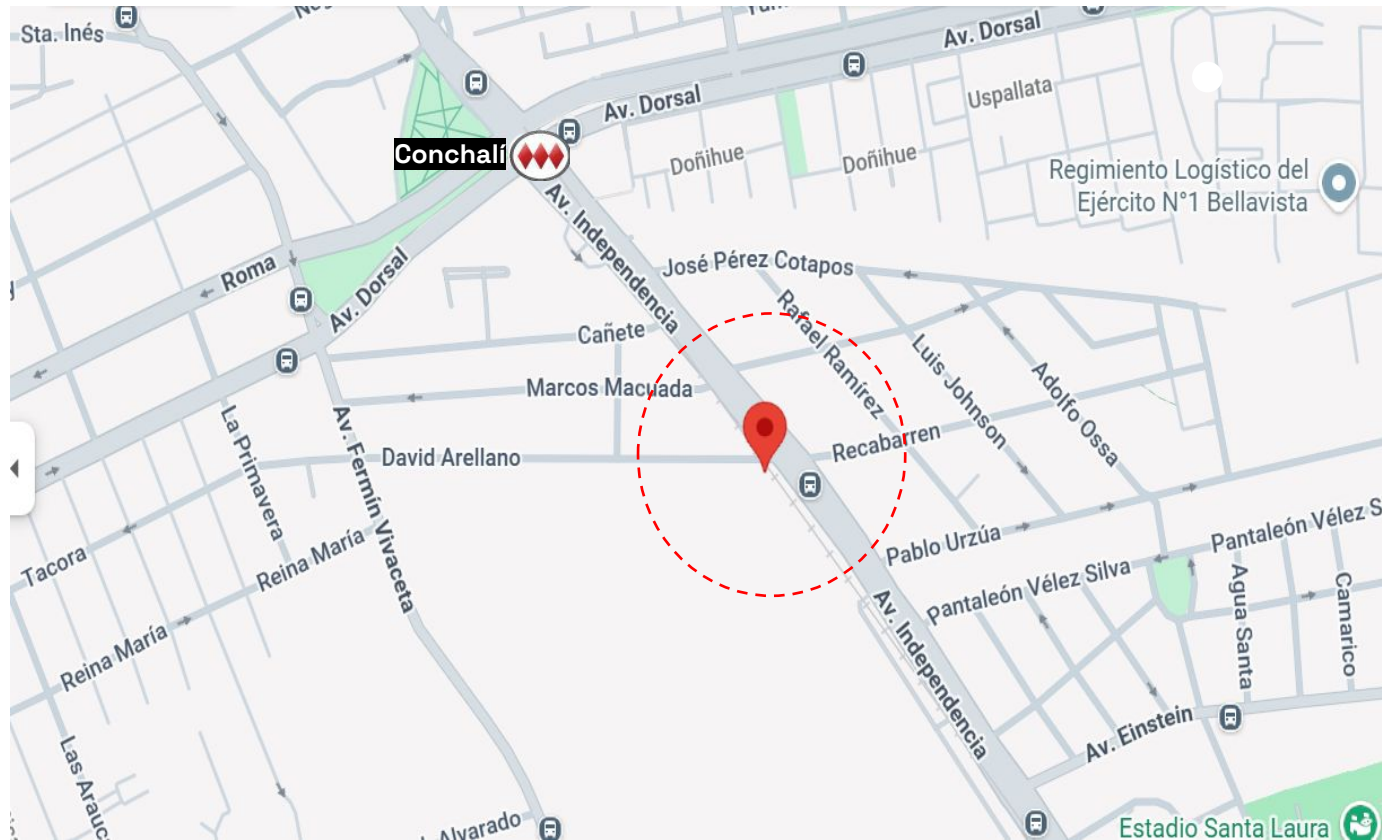 Sta. Inés
Av. Dorsal
Av. Dorsal
Uspallata
Conchalí
Doñihue
Doñihue
Regimiento Logístico del
Ejército N°1 Bellavista
Av. Independencia
José Pérez Cotapos
Roma
Av. Dorsal
Rafael Ramírez
Cañete
Luis Johnson
Adolfo Ossa
Marcos Macuada
La Primavera
Av. Fermín Vivaceta
David Arellano
Recabarren
Tacora
Reina María
Pablo Urzúa
Pantaleón Vélez S
Pantaleón Vélez Silva
Agua Santa
Camarico
Reina María
Av. Independencia
Av. Einstein
Las Arauc
Alvarado
Estadio Santa Laura